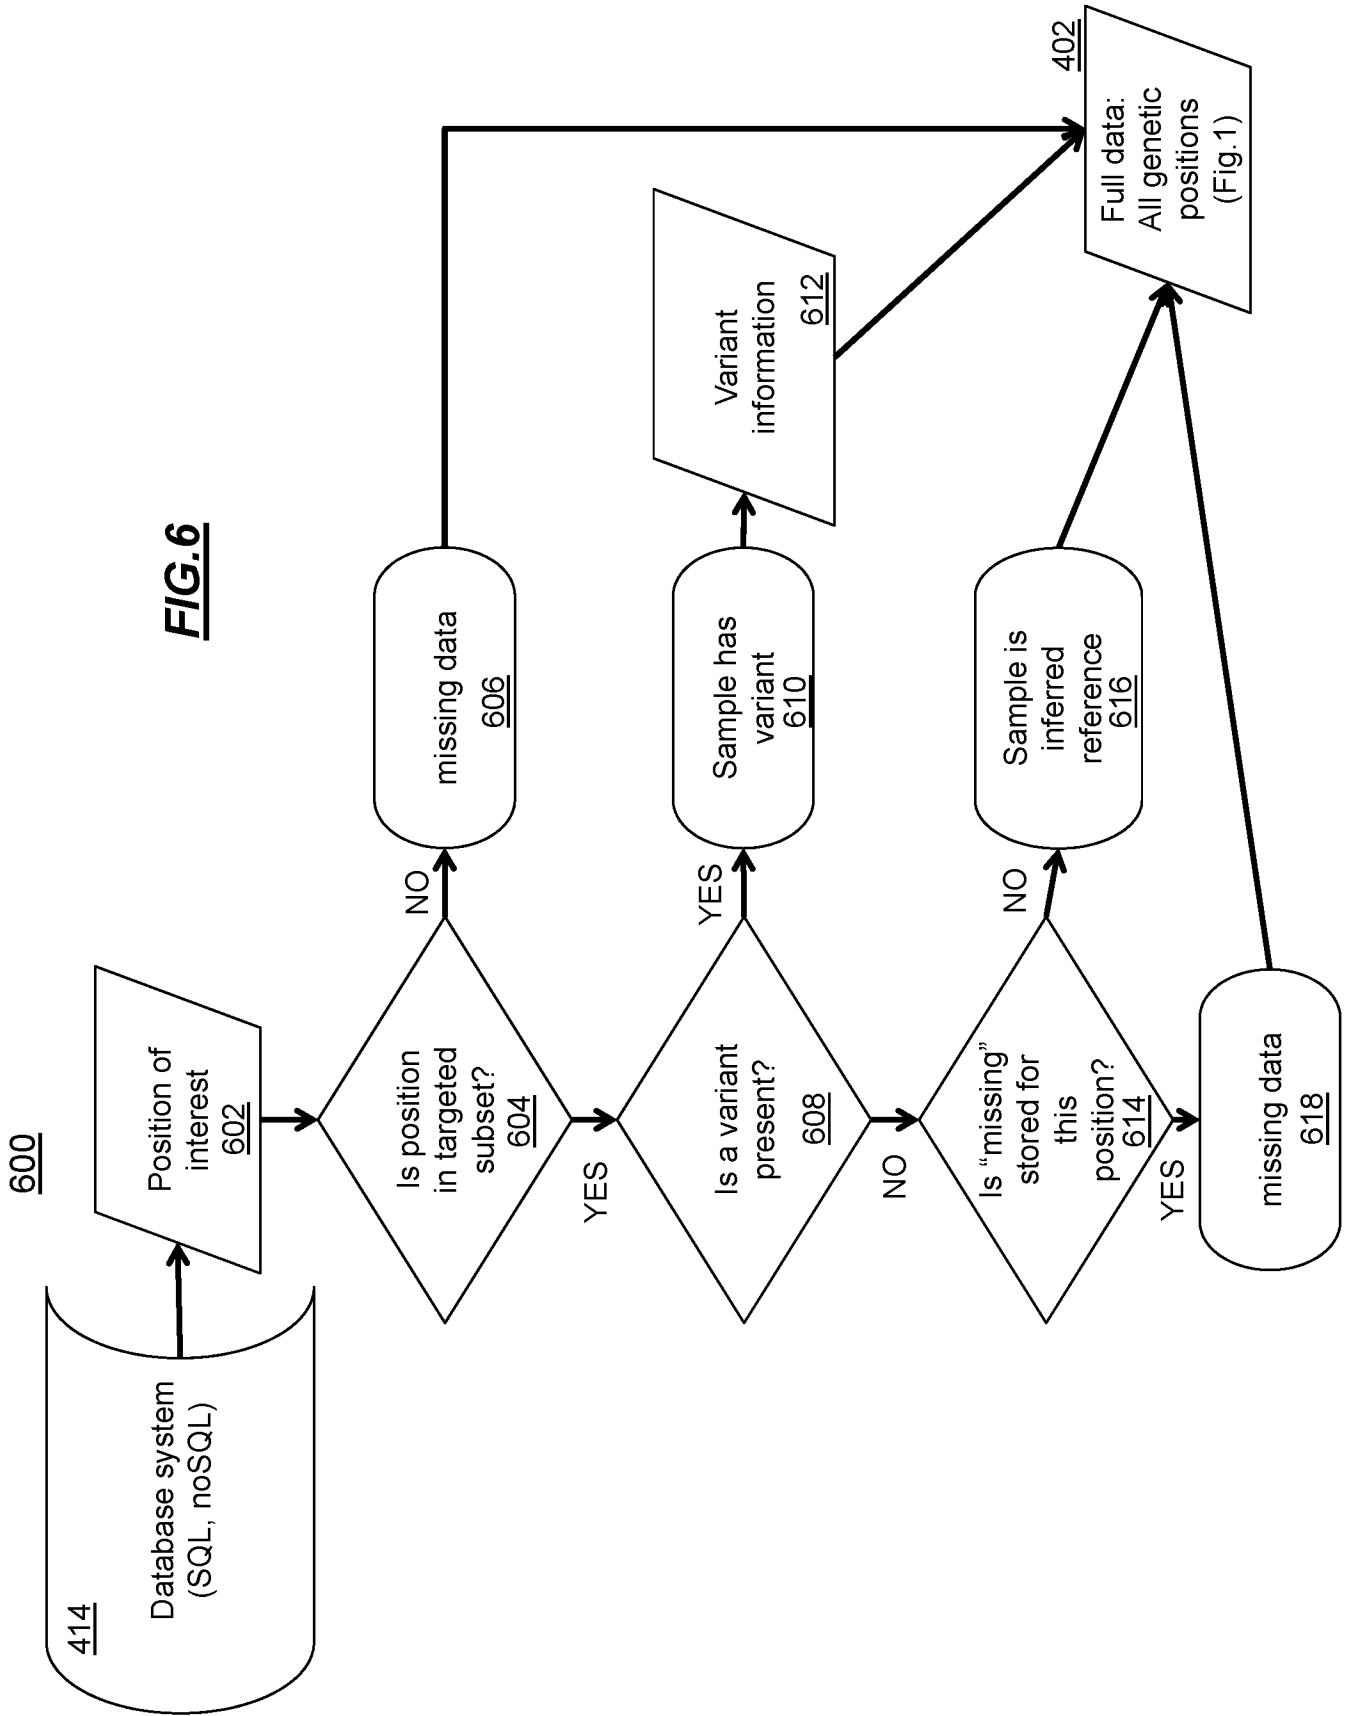 600
FIG.6
414
Database system
(SQL, noSQL)
Position of
interest
602
Is position
in targeted
subset?
604
NO
missing data
606
YES
Is a variant
present?
608
YES
Sample has
variant
610
Variant
information
612
NO
Is “missing”
stored for
this
position?
614
NO
Sample is
inferred
reference
616
YES
missing data
618
402
Full data:
All genetic
positions
(Fig.1)